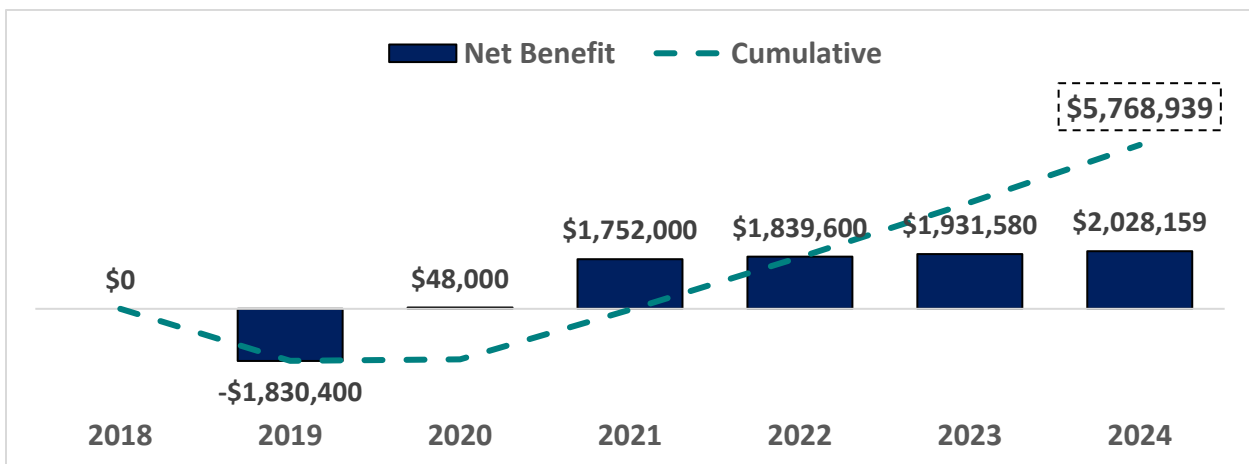 Net Benefit Cumulative
$5,768,939
$1,752,000 $1,839,600 $1,931,580 $2,028,159
$0 $48,000
-$1,830,400
2018 2019 2020 2021 2022 2023 2024